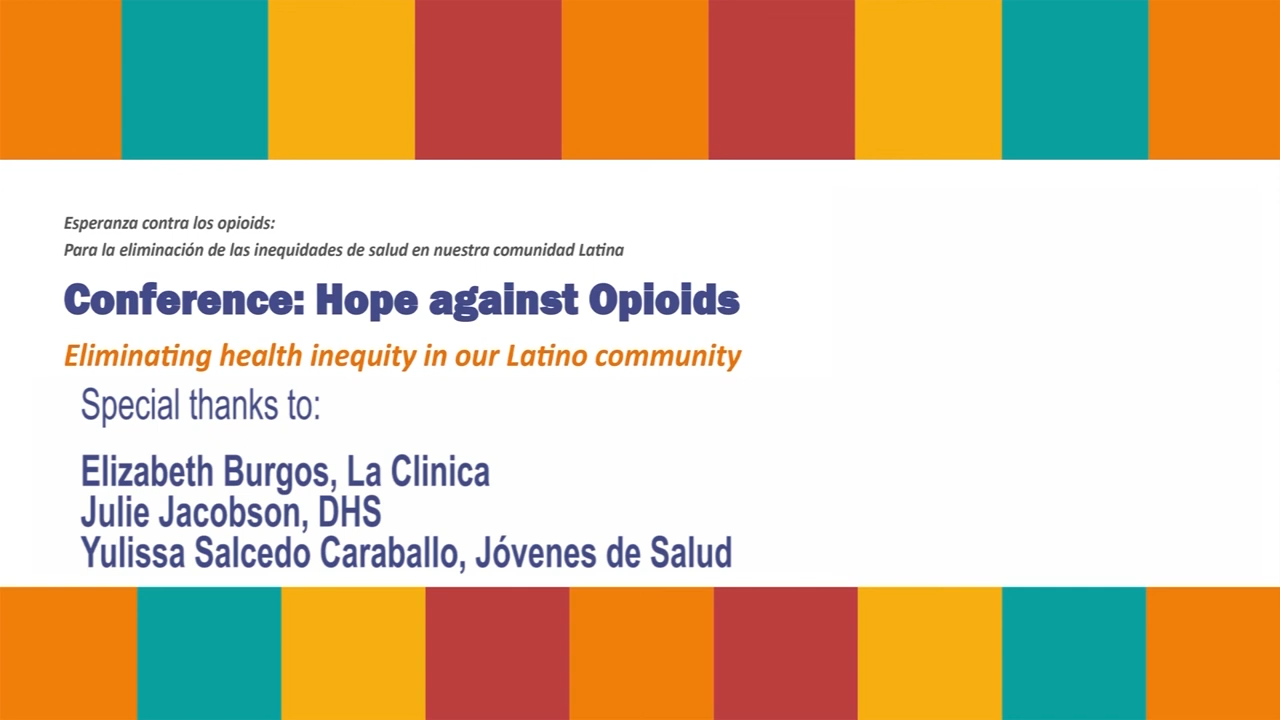 Esperanza contra los opioids:
Para la eliminación de las inequidades de salud en nuestra comunidad Latina
Conference: Hope against Opioids
Eliminating health inequity in our Latino community
Special thanks to:
Elizabeth Burgos, La Clinica
Julie Jacobson, DHS
Yulissa Salcedo Caraballo, Jóvenes de Salud